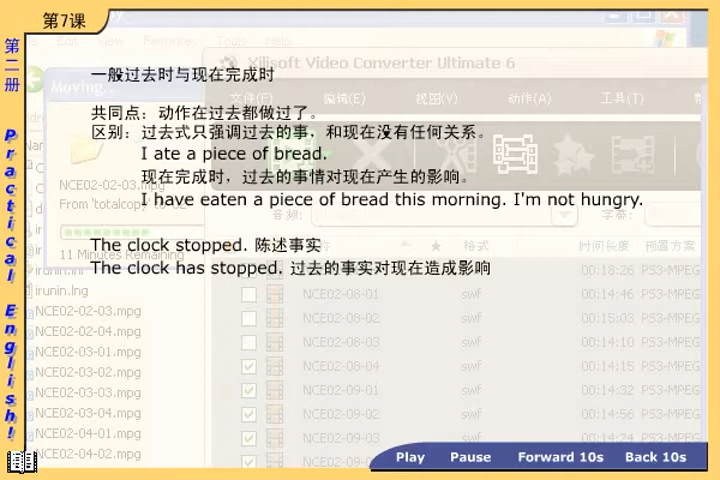 第7课
第二册
Practical English!
一般过去时与现在完成时
共同点：动作在过去都做过了。
区别：过去式只强调过去的事，和现在没有任何关系。
I ate a piece of bread.
现在完成时，过去的事情对现在产生的影响。
I have eaten a piece of bread this morning. I'm not hungry.
The clock stopped. 陈述事实
The clock has stopped. 过去的事实对现在造成影响
Edit View Favorites Tools Help
Xilisoft Video Converter Ultimate 6
Moving...
文件(F) 编辑(E) 视图(V) 动作(A) 工具(T)
NCE02-02-03.mpg
From 'totalcopy' to '02
11 Minutes Remaining
音频: 字幕:
格式 时间长度 预置方案
00:18:26 PS3-MPEG
irunin.lng
NCE02-08-01 swf 00:14:46 PS3-MPEG
NCE02-02-03.mpg
NCE02-08-02 swf 00:15:03 PS3-MPEG
NCE02-02-04.mpg
NCE02-08-03 swf 00:14:10 PS3-MPEG
NCE02-03-01.mpg
NCE02-08-04 swf 00:14:15 PS3-MPEG
NCE02-03-02.mpg
NCE02-09-01 swf 00:14:32 PS3-MPEG
NCE02-03-03.mpg
NCE02-09-02 swf 00:14:56 PS3-MPEG
NCE02-03-04.mpg
NCE02-09-03 swf 00:14:24 PS3-MPEG
NCE02-04-01.mpg
NCE02-04-02.mpg
Play Pause Forward 10s Back 10s